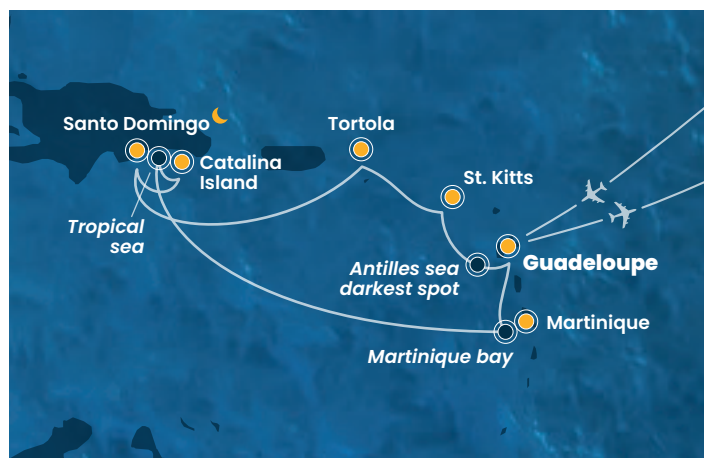 Santo Domingo
Tortola
Catalina
Island
St. Kitts
Tropical
sea
Antilles sea
darkest spot
Guadeloupe
Martinique
Martinique bay